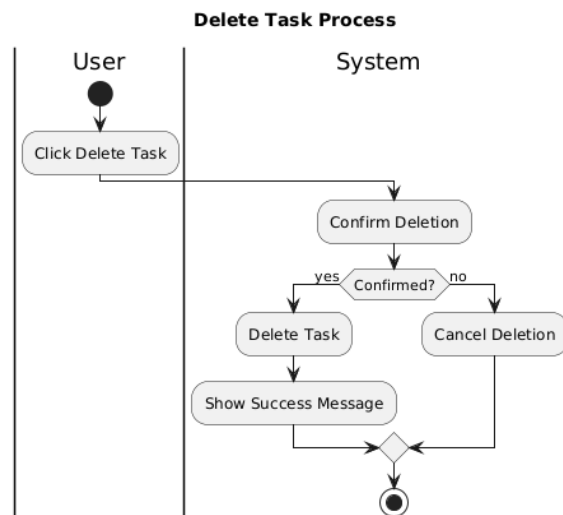 Delete Task Process
User
System
Click Delete Task
Confirm Deletion
yes
Confirmed?
no
Delete Task
Cancel Deletion
Show Success Message